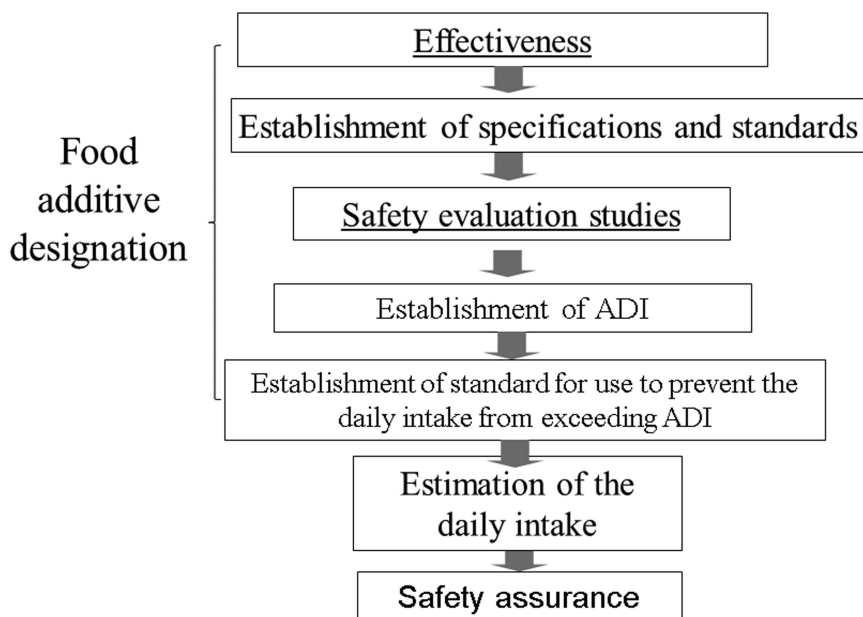 Effectiveness
Establishment of specifications and standards
Food
additive
designation
Safety evaluation studies
Establishment of ADI
Establishment of standard for use to prevent the
daily intake from exceeding ADI
Estimation of the
daily intake
Safety assurance